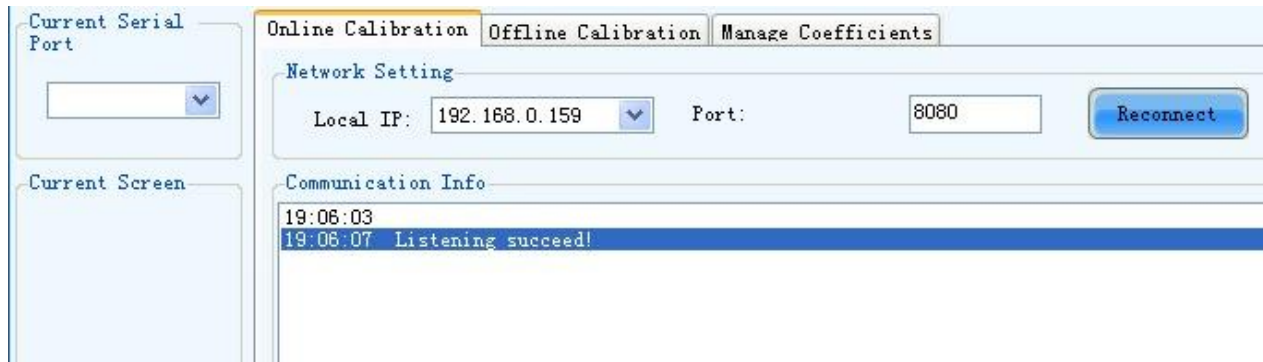 Current Serial
Port
Online Calibration Offline Calibration Manage Coefficients
Network Setting
Local IP: 192.168.0.159 Port: 8080 Reconnect
Current Screen
Communication Info
19:06:03
19:06:07 Listening succeed!